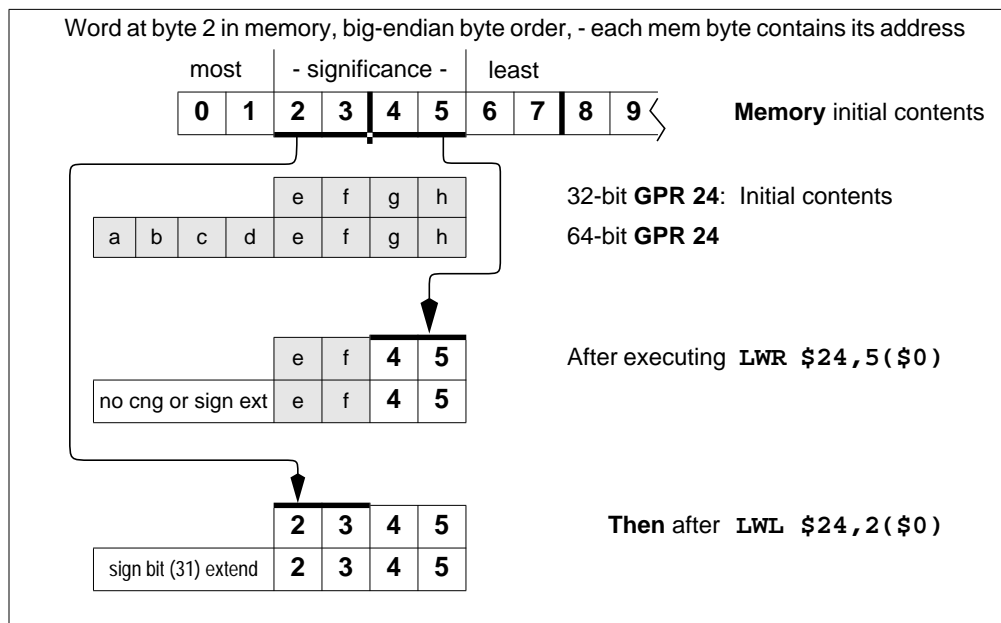 Word at byte 2 in memory, big-endian byte order, - each mem byte contains its address
most - significance - least
0 1 2 3 4 5 6 7 8 9 Memory initial contents
e f g h 32-bit GPR 24: Initial contents
a b c d e f g h 64-bit GPR 24
e f 4 5 After executing LWR $24,5($0)
no cng or sign ext e f 4 5
2 3 4 5 Then after LWL $24,2($0)
sign bit (31) extend 2 3 4 5